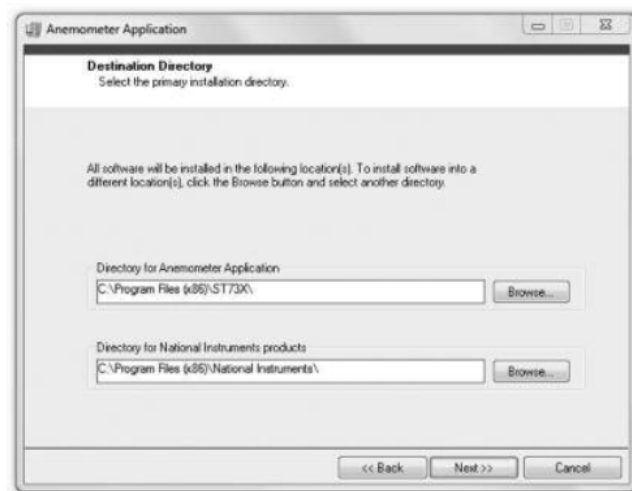 Anemometer Application
Destination Directory
Select the primary installation directory.
All software will be installed in the following location(s). To install software into a
different location(s), click the Browse button and select another directory.
Directory for Anemometer Application
C:\Program Files (x86)\ST73X\
Browse...
Directory for National Instruments products
C:\Program Files (x86)\National Instruments\
Browse...
<< Back
Next >>
Cancel